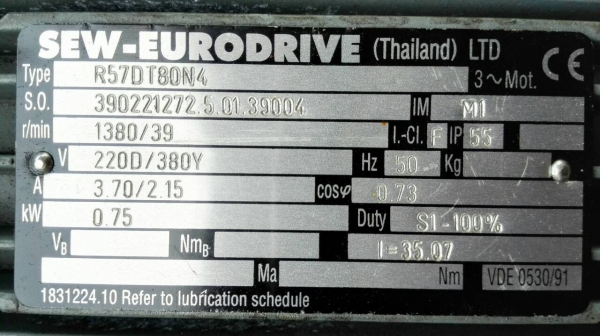 SEW-EURODRIVE (Thailand) LTD CE
Type R57DT80N4 3~Mot.
S.O. 390221272.5.01.39004 IM M1
r/min 1380/39 I.-Cl. F IP 55
V 220D/380Y Hz 50 Kg
A 3.70/2.15 cosφ 0.73
kW 0.75 Duty S1-100%
VB NmB I=35.07
Ma Nm VDE 0530/91
1831224.10 Refer to lubrication schedule